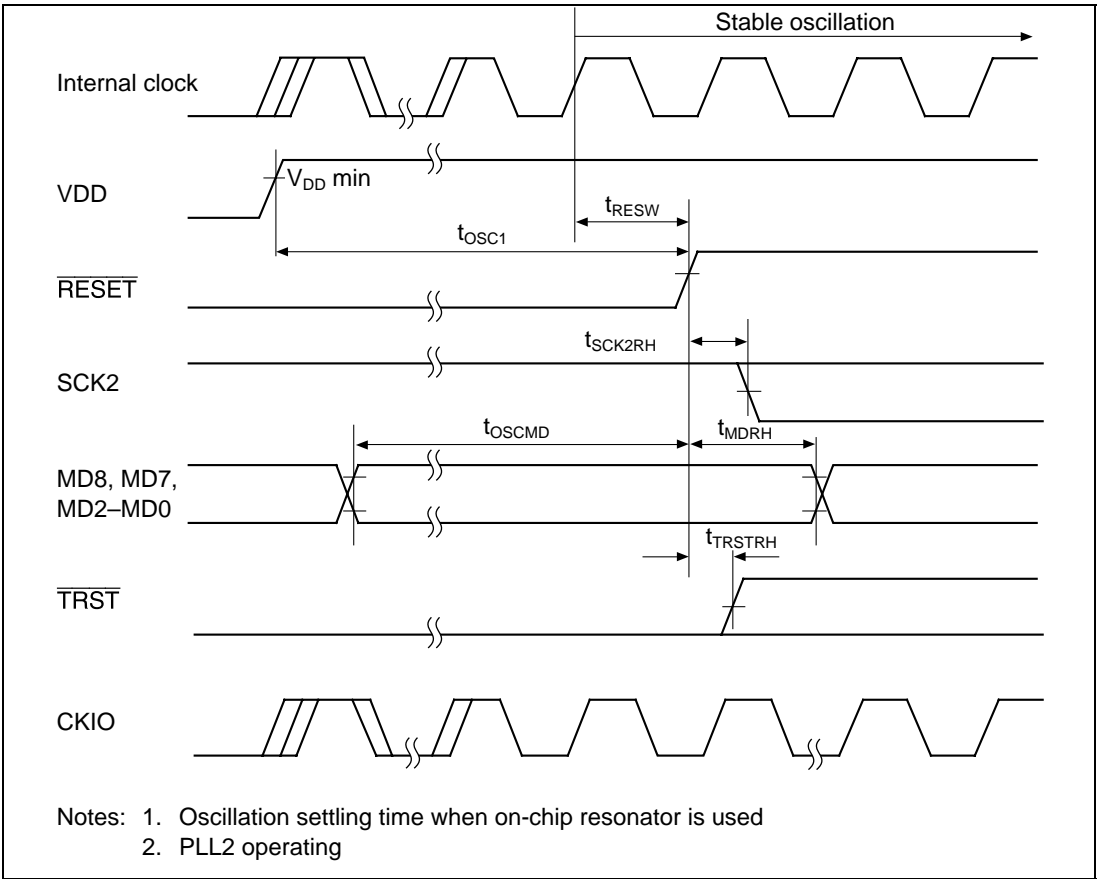 Stable oscillation
Internal clock
VDD
VDD min
tRESW
tOSC1
RESET
tSCK2RH
SCK2
tOSCMD
tMDRH
MD8, MD7,
MD2–MD0
tTRSTRH
TRST
CKIO
Notes: 1. Oscillation settling time when on-chip resonator is used
2. PLL2 operating